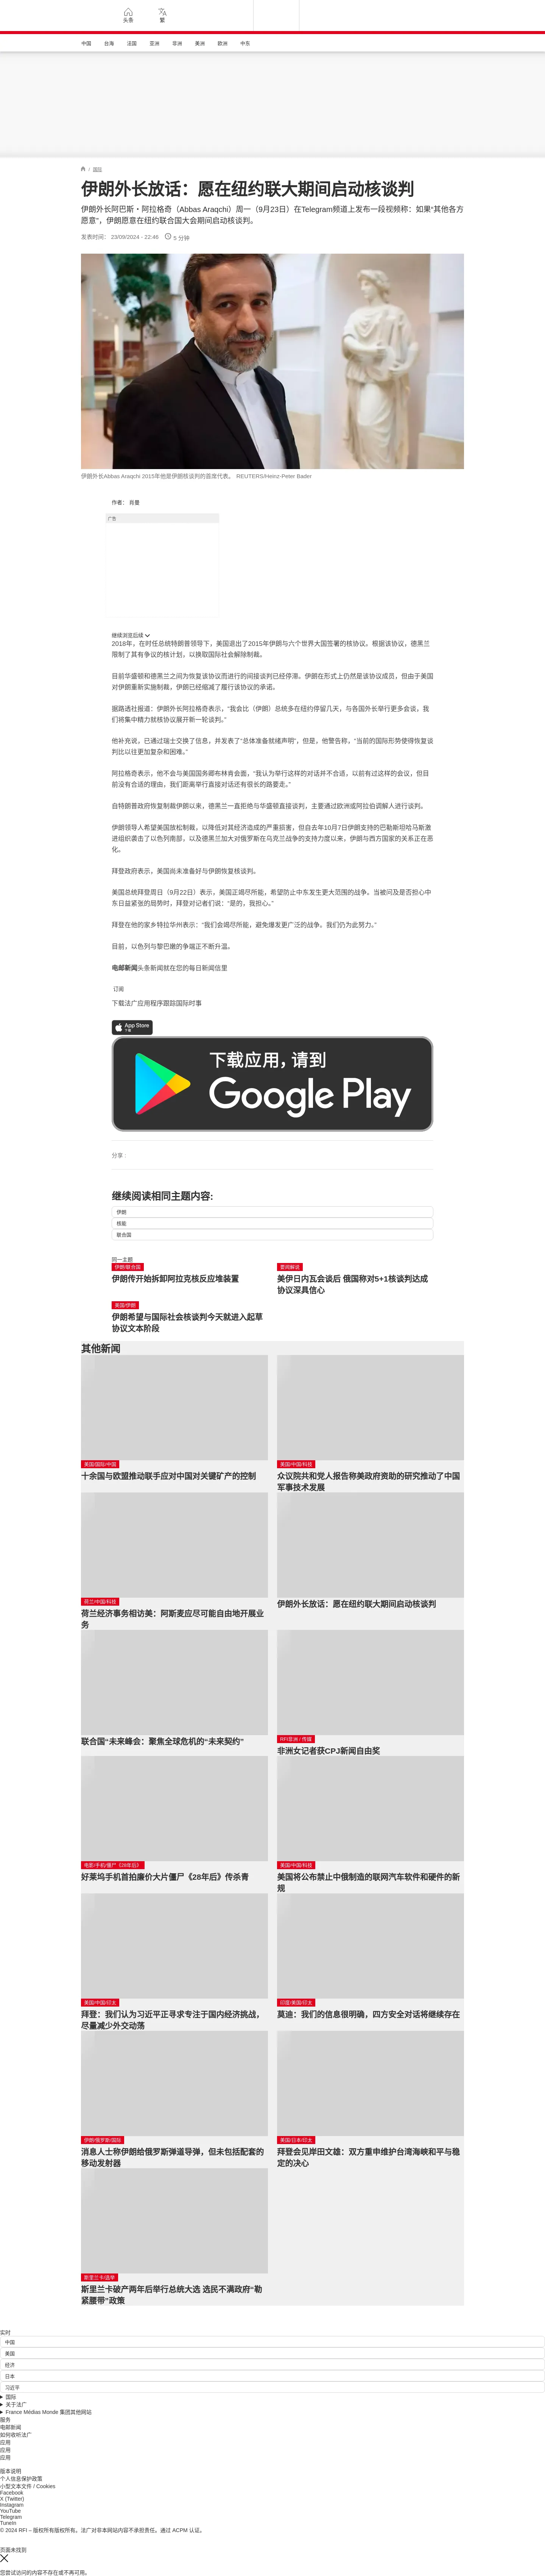 头条
繁
中国
台海
法国
亚洲
非洲
美洲
欧洲
中东
/ 国际
伊朗外长放话：愿在纽约联大期间启动核谈判
伊朗外长阿巴斯・阿拉格奇（Abbas Araqchi）周一（9月23日）在Telegram频道上发布一段视频称：如果“其他各方
愿意”，伊朗愿意在纽约联合国大会期间启动核谈判。
发表时间： 23/09/2024 - 22:45 5 分钟
伊朗外长Abbas Araqchi 2015年他是伊朗核谈判的首席代表。 REUTERS/Heinz-Peter Bader
作者： 肖曼
广告
继续浏览后续
2018年，在时任总统特朗普领导下，美国退出了2015年伊朗与六个世界大国签署的核协议。根据该协议，德黑兰
限制了其有争议的核计划，以换取国际社会解除制裁。
目前华盛顿和德黑兰之间为恢复该协议而进行的间接谈判已经停滞。伊朗在形式上仍然是该协议成员，但由于美国
对伊朗重新实施制裁，伊朗已经缩减了履行该协议的承诺。
据路透社报道：伊朗外长阿拉格奇表示，“我会比（伊朗）总统多在纽约停留几天，与各国外长举行更多会谈，我
们将集中精力就核协议展开新一轮谈判。”
他补充说，已通过瑞士交换了信息，并发表了“总体准备就绪声明”，但是，他警告称，“当前的国际形势使得恢复谈
判比以往更加复杂和困难。”
阿拉格奇表示，他不会与美国国务卿布林肯会面，“我认为举行这样的对话并不合适，以前有过这样的会议，但目
前没有合适的理由，我们距离举行直接对话还有很长的路要走。”
自特朗普政府恢复制裁伊朗以来，德黑兰一直拒绝与华盛顿直接谈判，主要通过欧洲或阿拉伯调解人进行谈判。
伊朗领导人希望美国放松制裁，以降低对其经济造成的严重损害，但自去年10月7日伊朗支持的巴勒斯坦哈马斯激
进组织袭击了以色列南部，以及德黑兰加大对俄罗斯在乌克兰战争的支持力度以来，伊朗与西方国家的关系正在恶
化。
拜登政府表示，美国尚未准备好与伊朗恢复核谈判。
美国总统拜登周日（9月22日）表示，美国正竭尽所能，希望防止中东发生更大范围的战争。当被问及是否担心中
东日益紧张的局势时，拜登对记者们说：“是的，我担心。”
拜登在他的家乡特拉华州表示：“我们会竭尽所能，避免爆发更广泛的战争。我们仍为此努力。”
目前，以色列与黎巴嫩的争端正不断升温。
电邮新闻头条新闻就在您的每日新闻信里
订阅
下载法广应用程序跟踪国际时事
App Store
下载
下载应用，请到
Google Play
分享 :
继续阅读相同主题内容:
伊朗
核能
联合国
同一主题
伊朗/联合国
伊朗传开始拆卸阿拉克核反应堆装置
要闻解说
美伊日内瓦会谈后 俄国称对5+1核谈判达成
协议深具信心
美国/伊朗
伊朗希望与国际社会核谈判今天就进入起草
协议文本阶段
其他新闻
美国/国际/中国
十余国与欧盟推动联手应对中国对关键矿产的控制
美国/中国/科技
众议院共和党人报告称美政府资助的研究推动了中国
军事技术发展
荷兰/中国/科技
荷兰经济事务相访美：阿斯麦应尽可能自由地开展业
务
伊朗外长放话：愿在纽约联大期间启动核谈判
联合国“未来峰会：聚焦全球危机的“未来契约”
RFI非洲 / 传媒
非洲女记者获CPJ新闻自由奖
电影/手机/僵尸《28年后》
好莱坞手机首拍廉价大片僵尸《28年后》传杀青
美国/中国/科技
美国将公布禁止中俄制造的联网汽车软件和硬件的新
规
美国/中国/印太
拜登：我们认为习近平正寻求专注于国内经济挑战，
尽量减少外交动荡
印度/美国/印太
莫迪：我们的信息很明确，四方安全对话将继续存在
伊朗/俄罗斯/国际
消息人士称伊朗给俄罗斯弹道导弹，但未包括配套的
移动发射器
美国/日本/印太
拜登会见岸田文雄：双方重申维护台湾海峡和平与稳
定的决心
斯里兰卡/选举
斯里兰卡破产两年后举行总统大选 选民不满政府“勒
紧腰带”政策
实时
中国
美国
经济
日本
习近平
国际
关于法广
France Médias Monde 集团其他网站
服务
电邮新闻
如何收听法广
应用
应用
应用
版本说明
个人信息保护政策
小型文本文件 / Cookies
Facebook
X (Twitter)
Instagram
YouTube
Telegram
TuneIn
© 2024 RFI – 版权所有版权所有。法广对非本网站内容不承担责任。通过 ACPM 认证。
页面未找到
您尝试访问的内容不存在或不再可用。